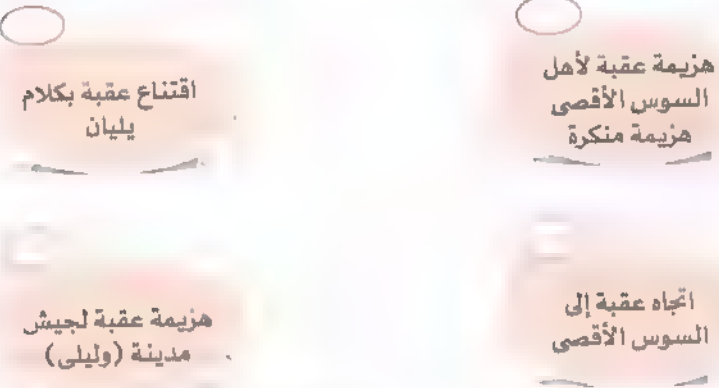 هزيمة عقبة لأهل
السوس الأقصى
هزيمة منكرة
اقتناع عقبة بكلام
يليان
اتجاه عقبة إلى
السوس الأقصى
هزيمة عقبة لجيش
مدينة (وليلى)